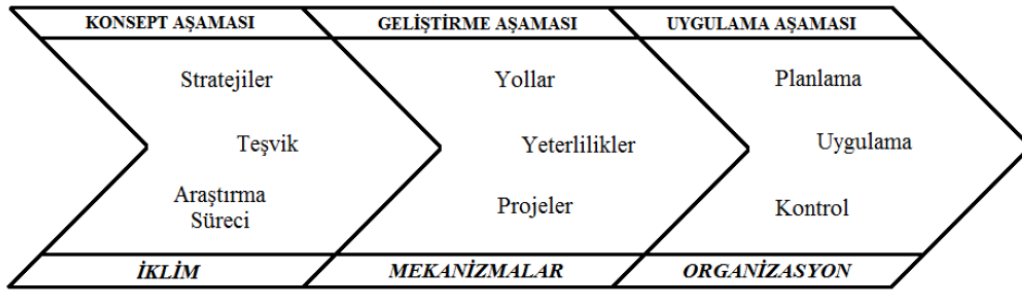 KONSEPT AŞAMASI
GELİŞTİRME AŞAMASI
UYGULAMA AŞAMASI
Stratejiler
Teşvik
Araştırma
Süreci
Yollar
Yeterlilikler
Projeler
Planlama
Uygulama
Kontrol
İKLİM
MEKANİZMALAR
ORGANİZASYON